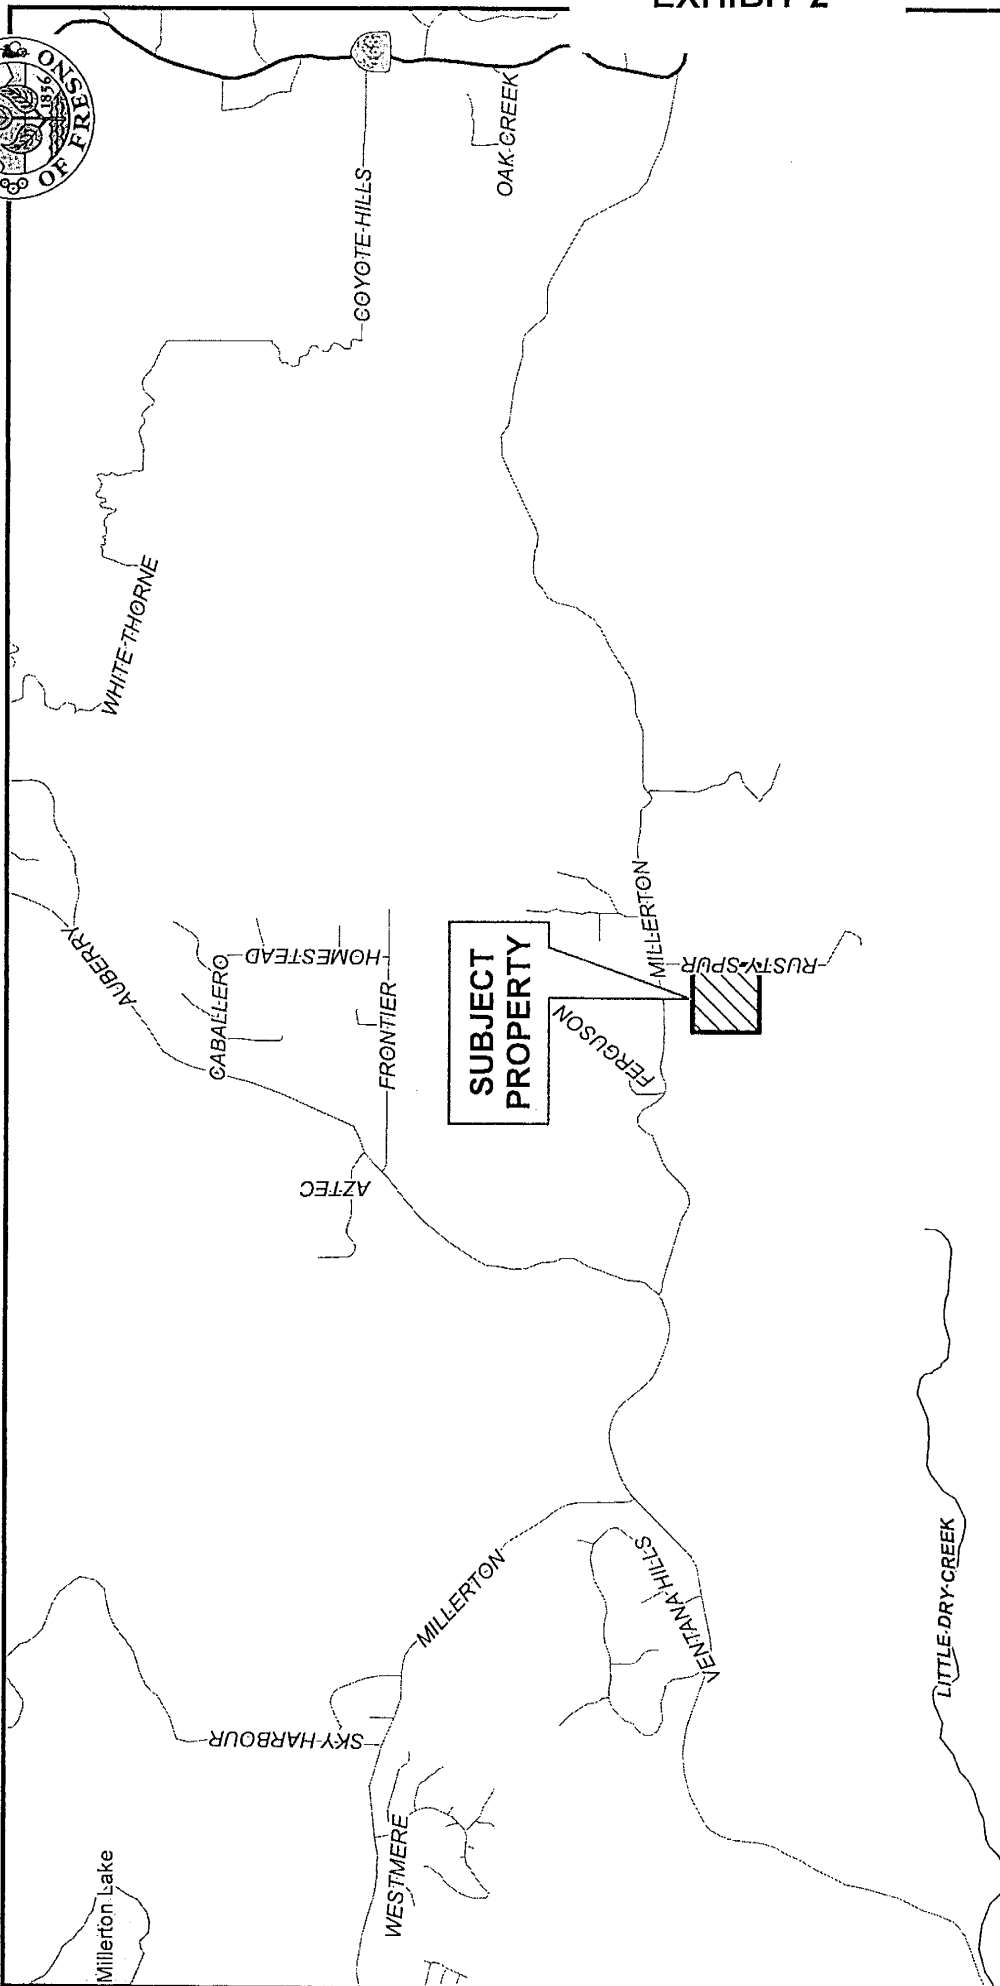 EXHIBIT 2
1856
OF FRESNO
COYOTE-HILLS
OAK-CREEK
WHITE-THORNE
AUBERRY
CABALLERO
HOMESTEAD
FRONTIER
AZTEC
SUBJECT
PROPERTY
MILLERTON
FERGUSON
RUSTY-SPUR
MILLERTON
VENTANA-HILLS
SKY-HARBOUR
WESTMERE
Millerton Lake
LITTLE-DRY-CREEK